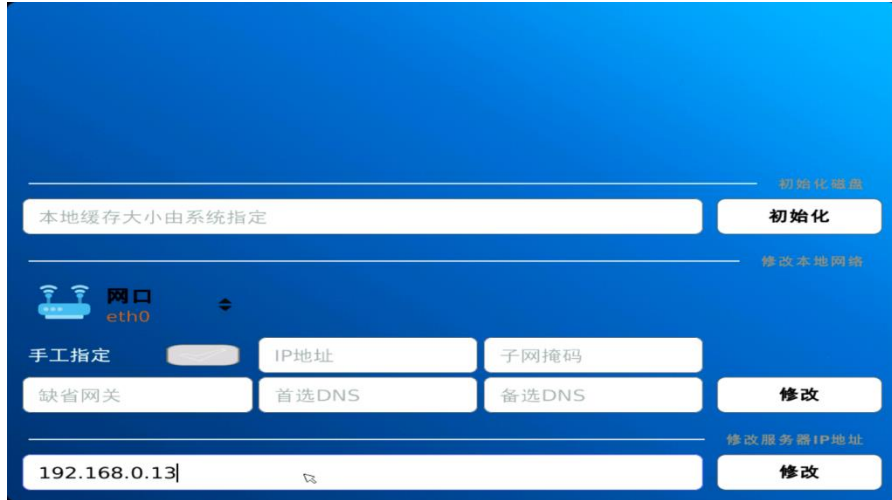 初始化磁盘
本地缓存大小由系统指定 初始化
修改本地网络
网口
eth0
手工指定 IP地址 子网掩码
缺省网关 首选DNS 备选DNS 修改
修改服务器IP地址
192.168.0.13 修改